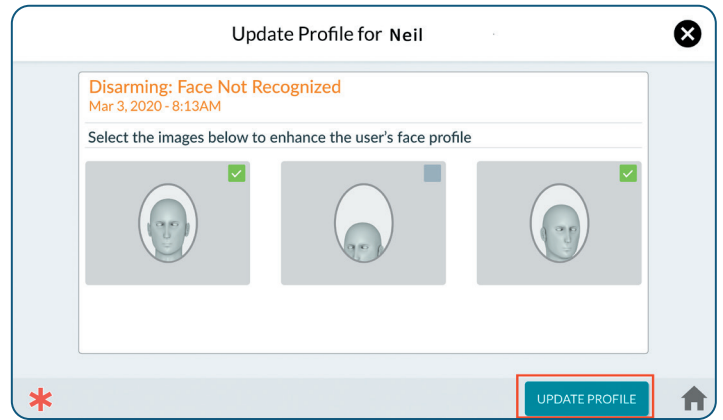 Update Profile for Neil
Disarming: Face Not Recognized
Mar 3, 2020 - 8:13AM
Select the images below to enhance the user's face profile
UPDATE PROFILE